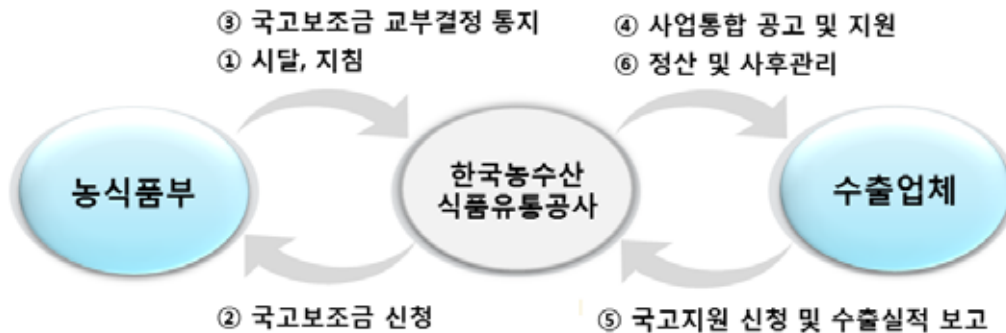 ③ 국고보조금 교부결정 통지
① 시달, 지침
④ 사업통합 공고 및 지원
⑥ 정산 및 사후관리
농식품부
한국농수산
식품유통공사
수출업체
② 국고보조금 신청
⑤ 국고지원 신청 및 수출실적 보고